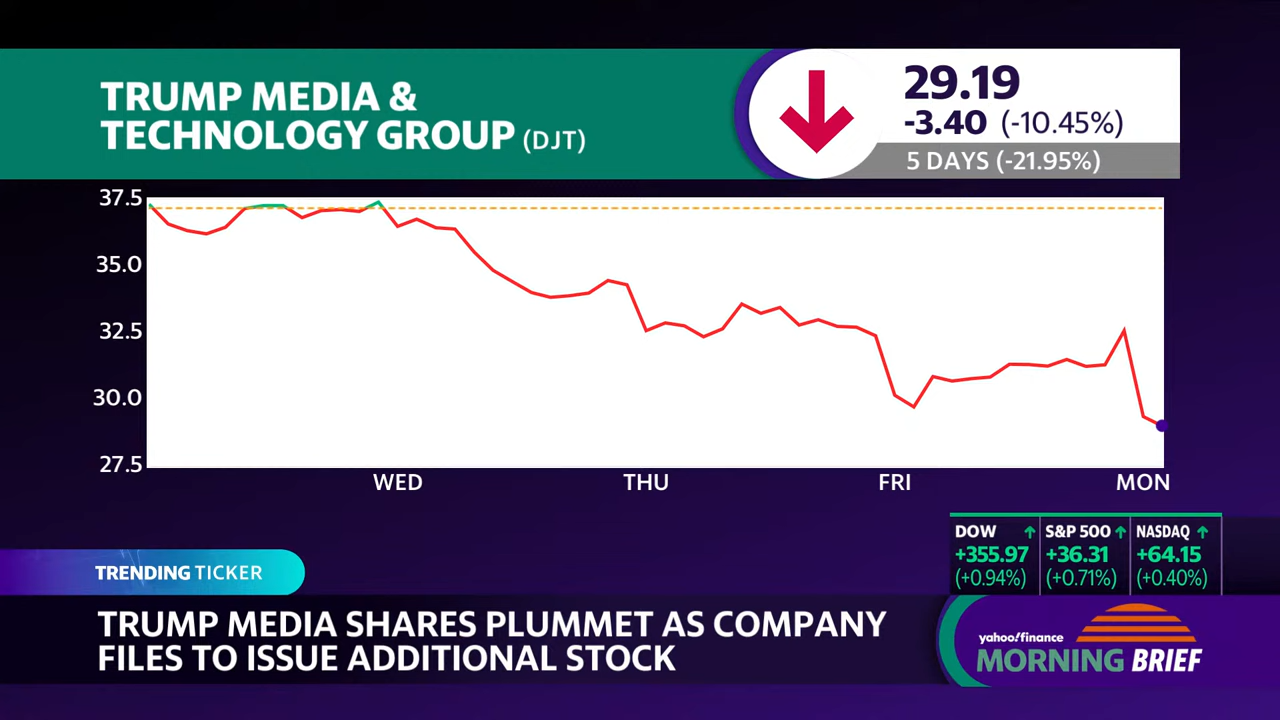 TRUMP MEDIA &
TECHNOLOGY GROUP (DJT)
29.19
-3.40 (-10.45%)
5 DAYS (-21.95%)
37.5
35.0
32.5
30.0
27.5
WED THU FRI MON
DOW
+355.97
(+0.94%)
S&P 500
+36.31
(+0.71%)
NASDAQ
+64.15
(+0.40%)
TRENDING TICKER
TRUMP MEDIA SHARES PLUMMET AS COMPANY
FILES TO ISSUE ADDITIONAL STOCK
yahoo!finance
MORNING BRIEF